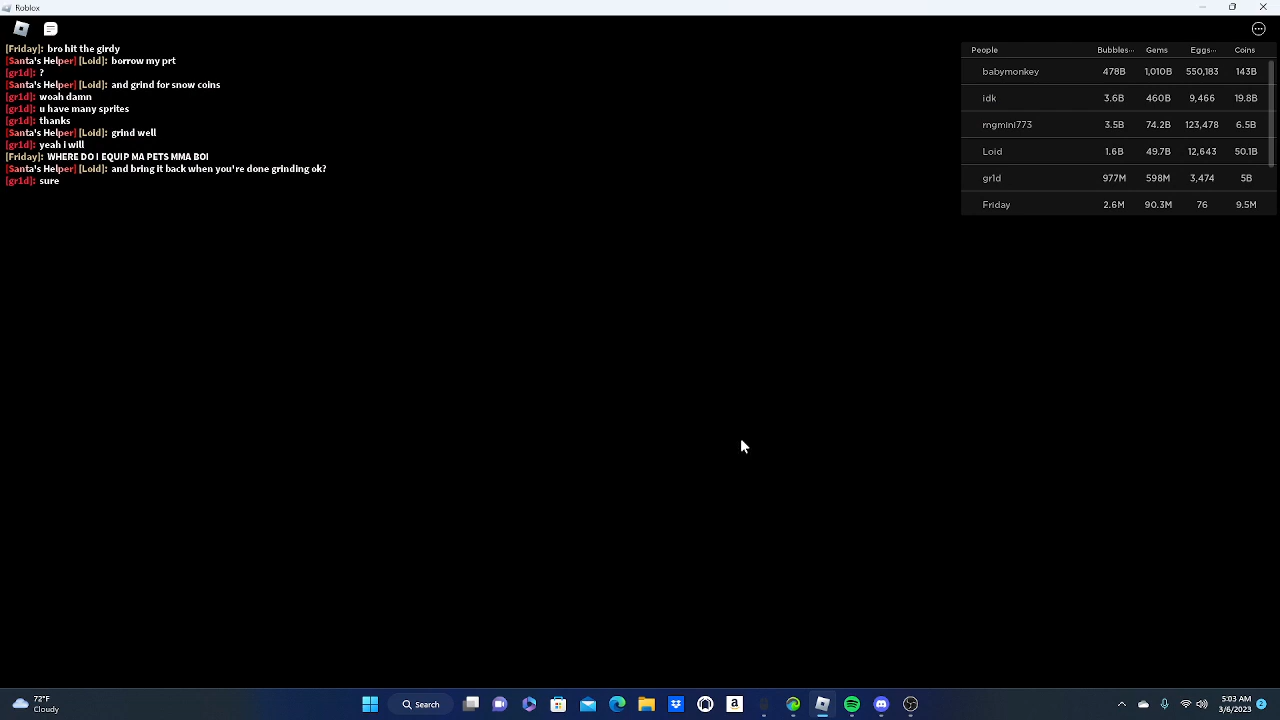 Roblox
[Friday]: bro hit the girdy
[Santa's Helper] [Loid]: borrow my prt
[gr1d]: ?
[Santa's Helper] [Loid]: and grind for snow coins
[gr1d]: woah damn
[gr1d]: u have many sprites
[gr1d]: thanks
[Santa's Helper] [Loid]: grind well
[gr1d]: yeah i will
[Friday]: WHERE DO I EQUIP MA PETS MMA BOI
[Santa's Helper] [Loid]: and bring it back when you're done grinding ok?
[gr1d]: sure
People Bubbles... Gems Eggs... Coins
babymonkey 478B 1,010B 550,183 143B
idk 3.6B 460B 9,466 19.8B
rngmini773 3.5B 74.2B 123,478 6.5B
Loid 1.6B 49.7B 12,643 50.1B
gr1d 977M 598M 3,474 5B
Friday 2.6M 90.3M 76 9.5M
72°F
Cloudy
Search
a
5:03 AM
3/6/2023
2